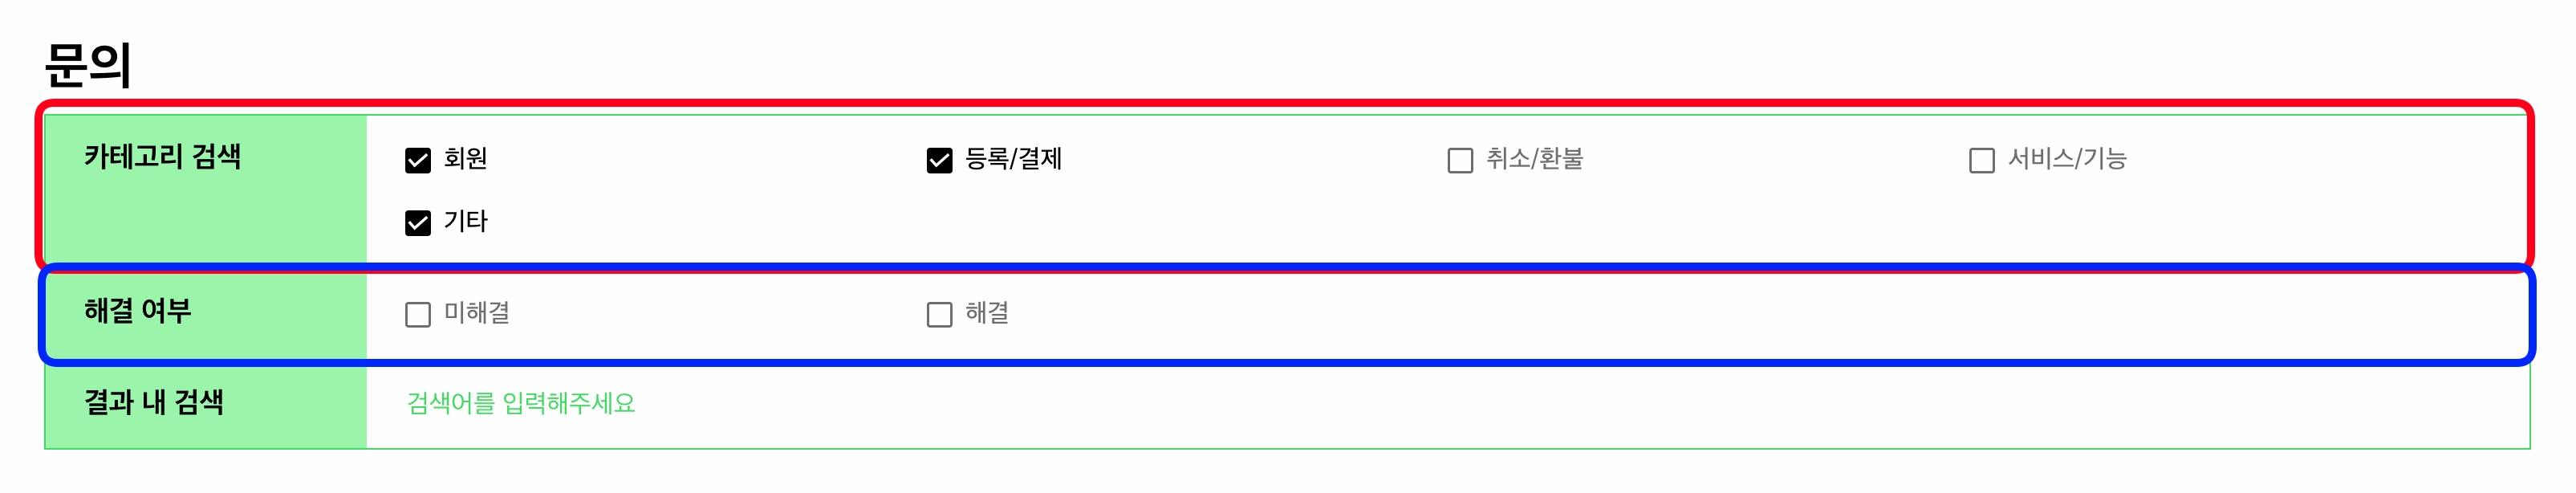 문의
카테고리 검색
회원
등록/결제
취소/환불
서비스/기능
기타
해결 여부
미해결
해결
결과 내 검색
검색어를 입력해주세요